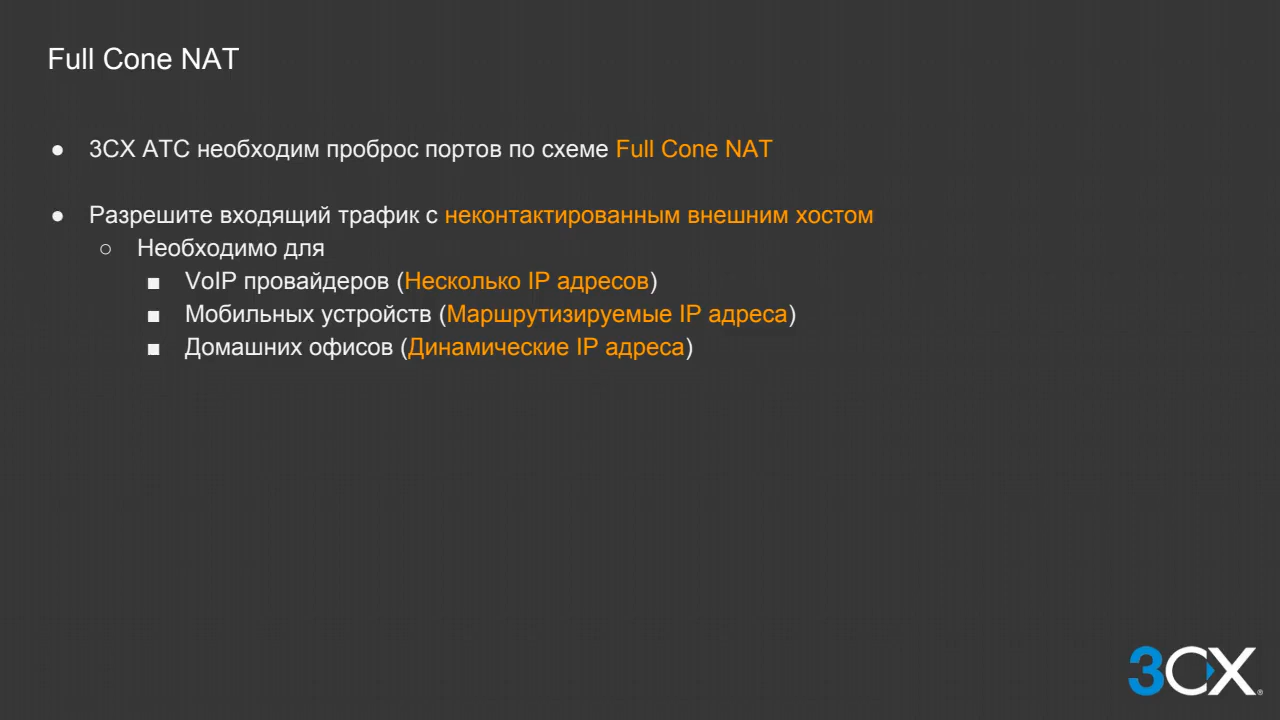 Full Cone NAT
● 3CX АТС необходим проброс портов по схеме Full Cone NAT
● Разрешите входящий трафик с неконтактированным внешним хостом
○ Необходимо для
■ VoIP провайдеров (Несколько IP адресов)
■ Мобильных устройств (Маршрутизируемые IP адреса)
■ Домашних офисов (Динамические IP адреса)
3CX®